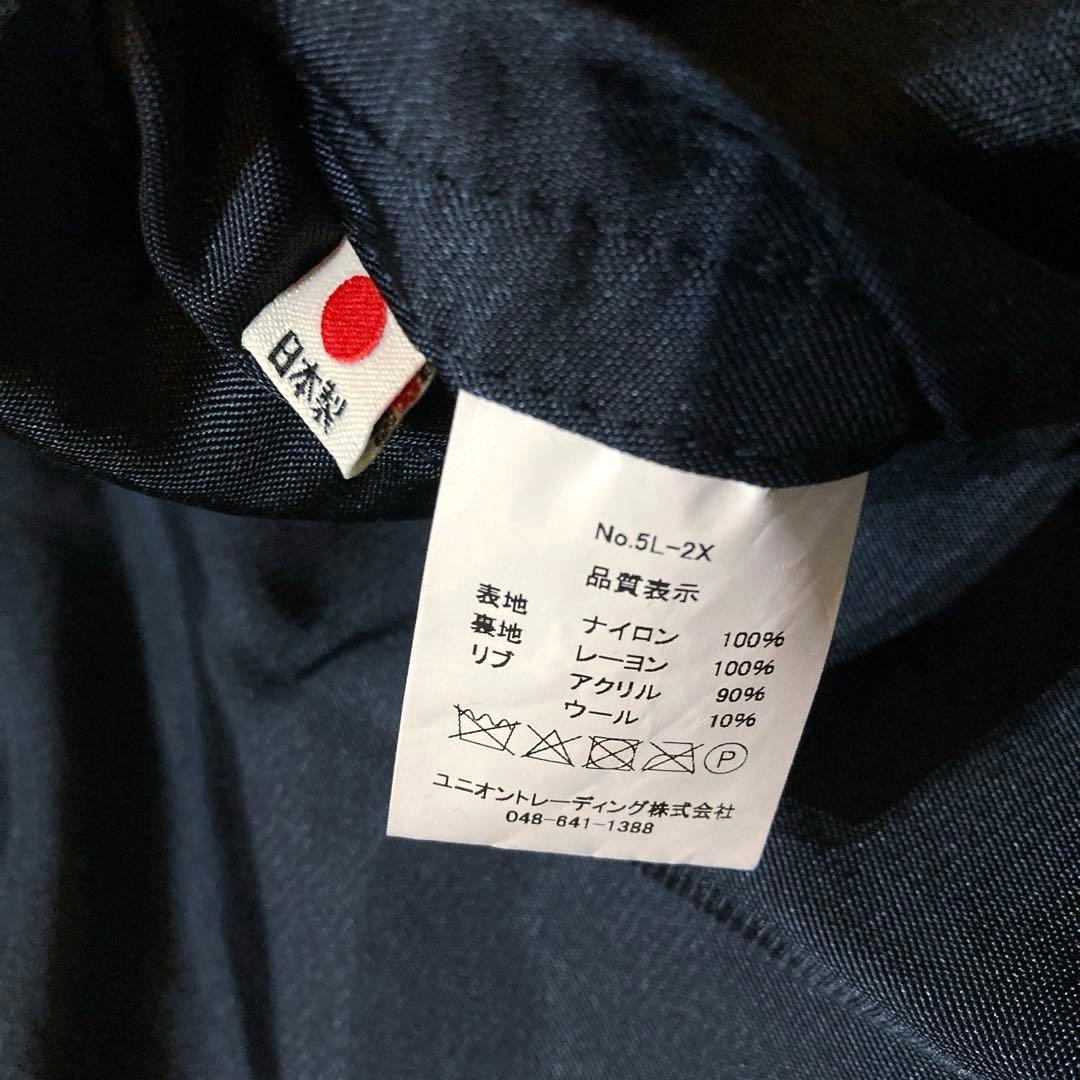 日本製
No.5L-2X
品質表示
表地 ナイロン 100%
裏地 レーヨン 100%
リブ アクリル 90%
ウール 10%
P
ユニオントレーディング株式会社
048-641-1388